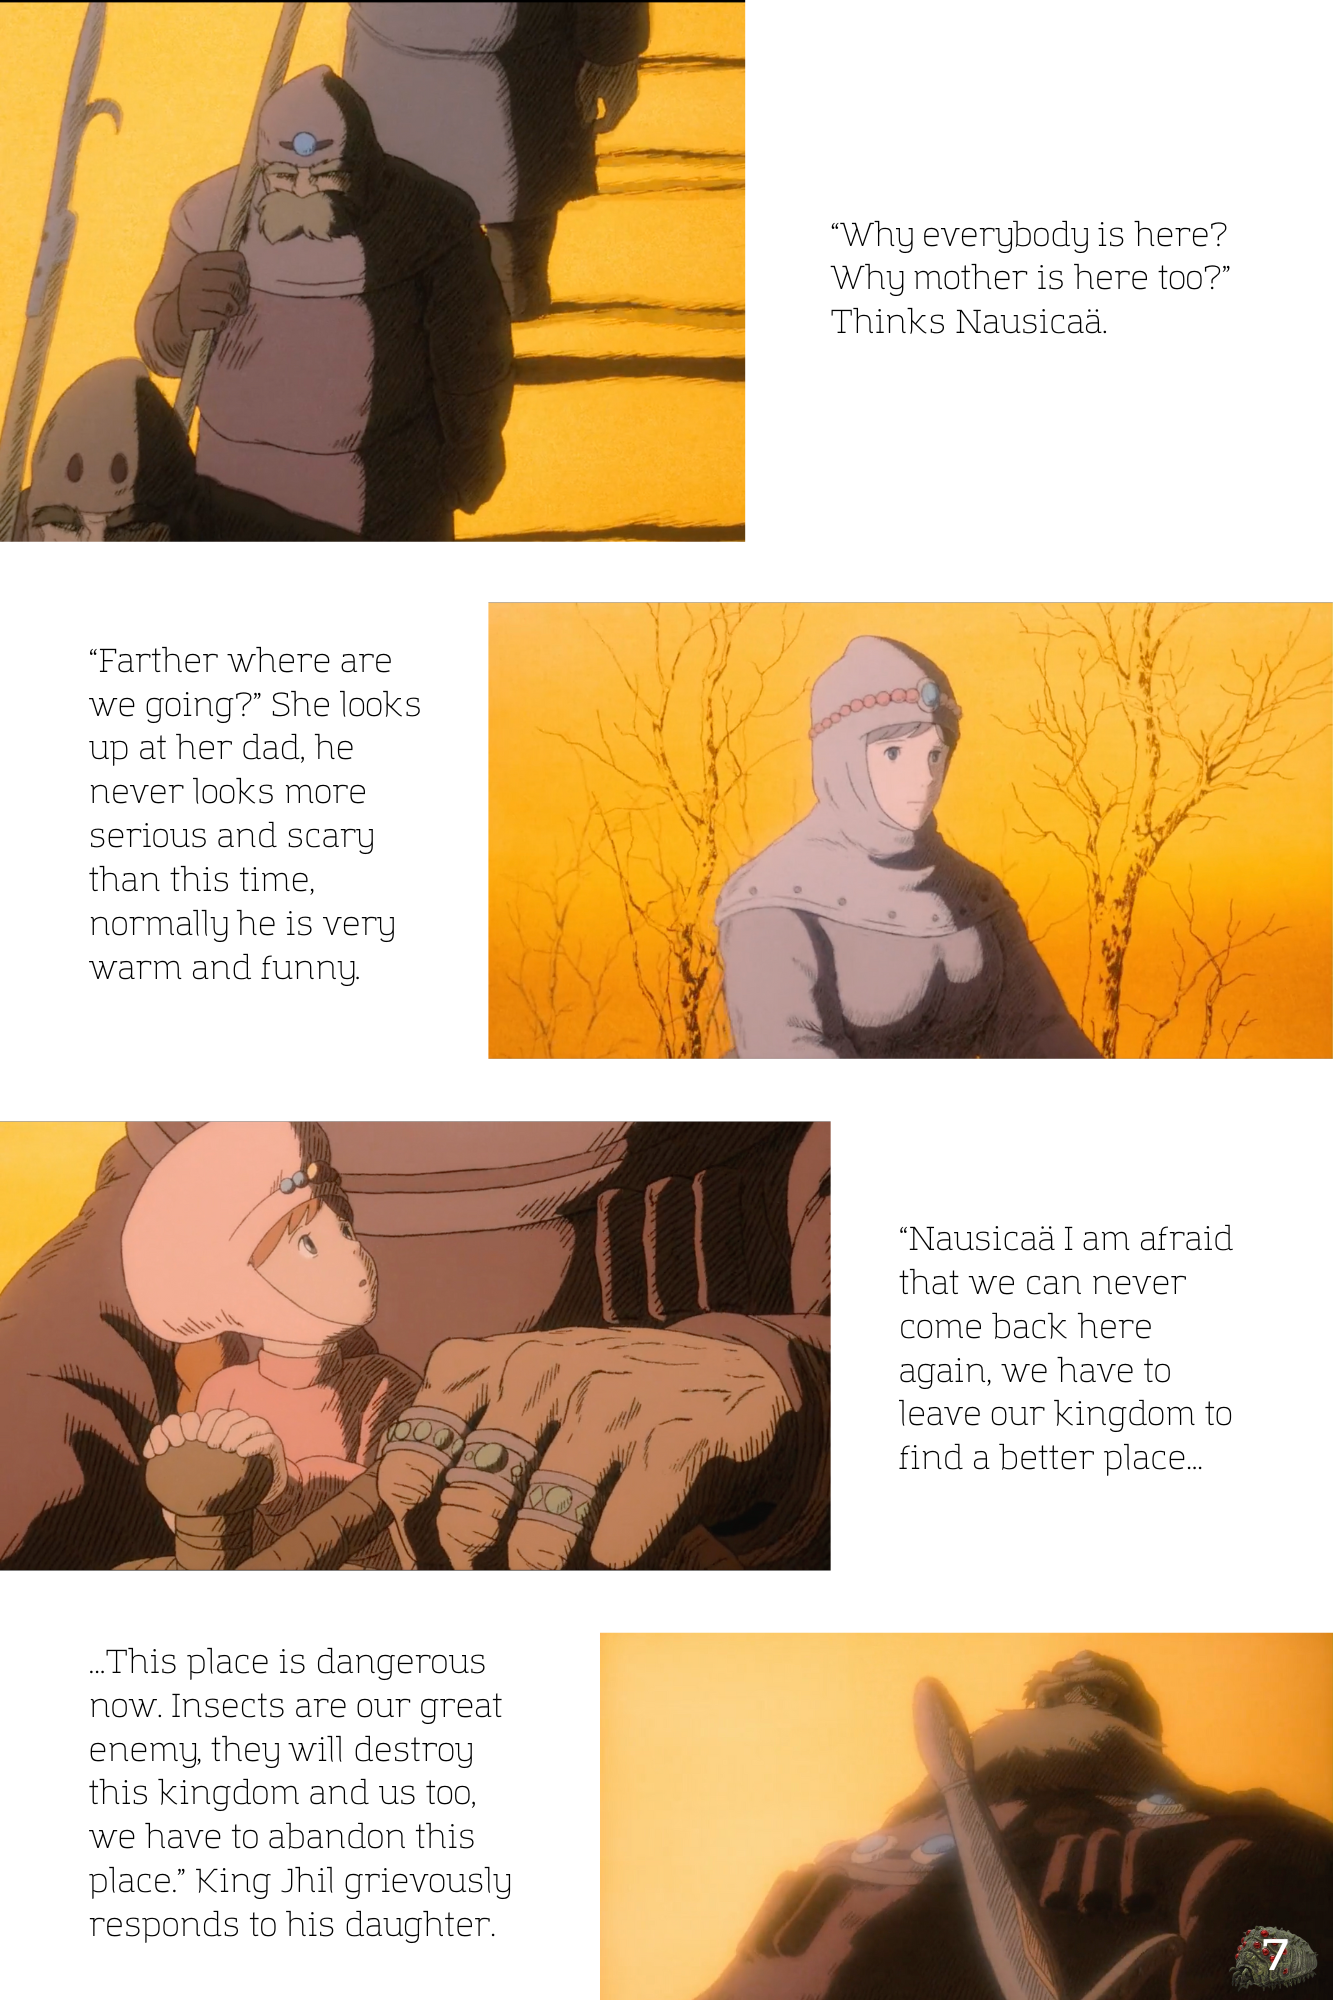 “Why everybody is here?
Why mother is here too?”
Thinks Nausicaä.
“Farther where are
we going?” She looks
up at her dad, he
never looks more
serious and scary
than this time,
normally he is very
warm and funny.
“Nausicaä I am afraid
that we can never
come back here
again, we have to
leave our kingdom to
find a better place...
...This place is dangerous
now. Insects are our great
enemy, they will destroy
this kingdom and us too,
we have to abandon this
place.” King Jhil grievously
responds to his daughter.
7